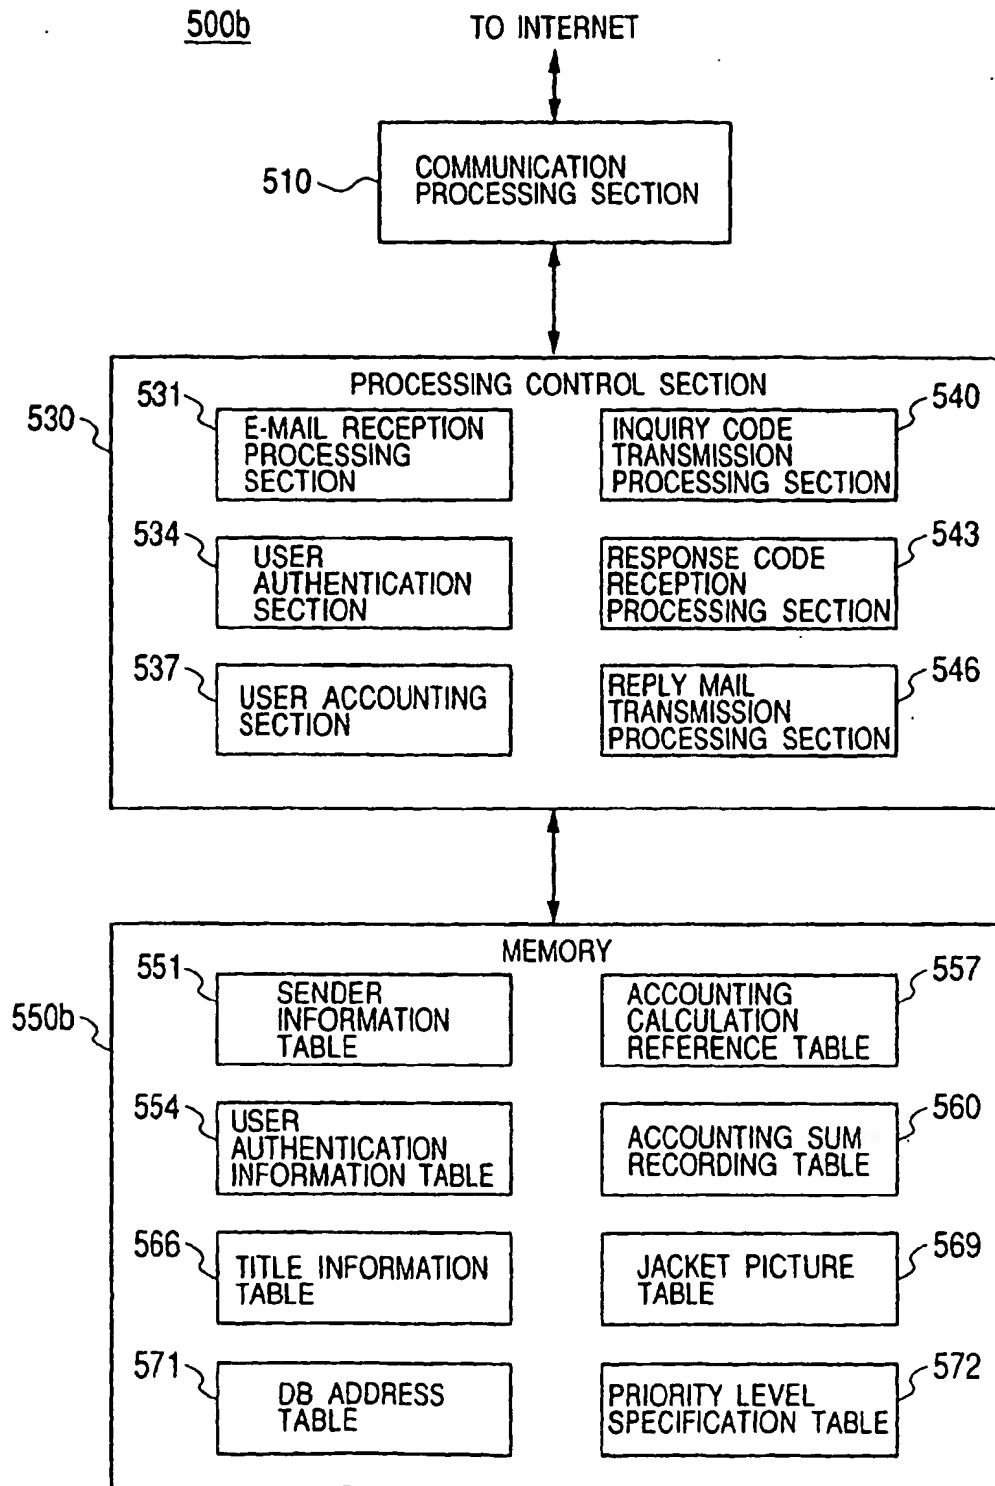 500b
TO INTERNET
510
COMMUNICATION
PROCESSING SECTION
530
PROCESSING CONTROL SECTION
531
E-MAIL RECEPTION
PROCESSING
SECTION
540
INQUIRY CODE
TRANSMISSION
PROCESSING SECTION
534
USER
AUTHENTICATION
SECTION
543
RESPONSE CODE
RECEPTION
PROCESSING SECTION
537
USER ACCOUNTING
SECTION
546
REPLY MAIL
TRANSMISSION
PROCESSING SECTION
550b
MEMORY
551
SENDER
INFORMATION
TABLE
557
ACCOUNTING
CALCULATION
REFERENCE TABLE
554
USER
AUTHENTICATION
INFORMATION TABLE
560
ACCOUNTING SUM
RECORDING TABLE
566
TITLE INFORMATION
TABLE
569
JACKET PICTURE
TABLE
571
DB ADDRESS
TABLE
572
PRIORITY LEVEL
SPECIFICATION TABLE